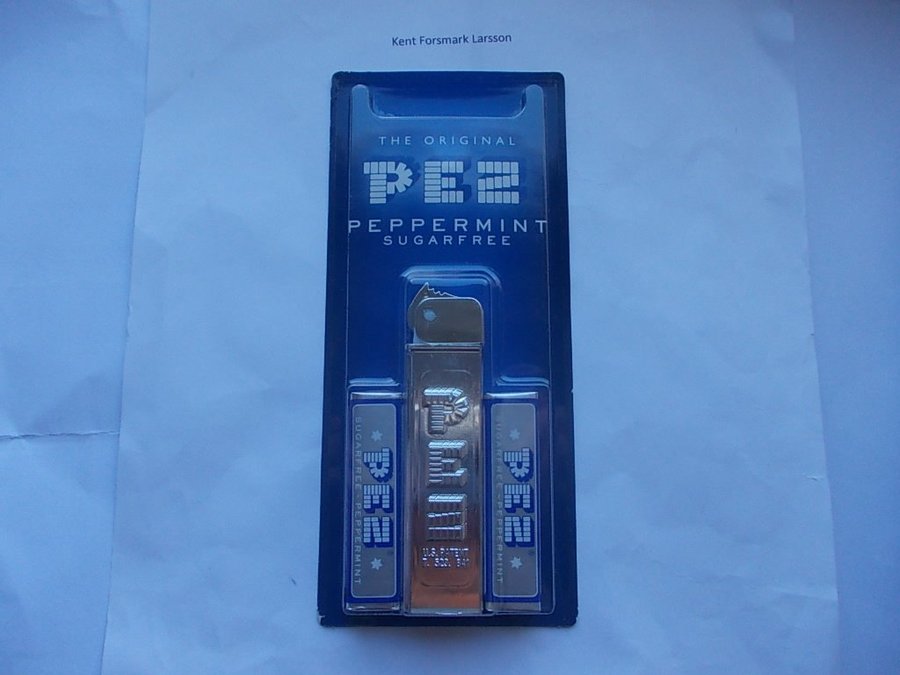 Kent Forsmark Larsson
THE ORIGINAL
PEZ
PEPPERMINT
SUGARFREE
PEZ
U.S. PATENT
SUGARFREE-PEPPERMINT
PEZ
SUGARFREE-PEPPERMINT
PEZ